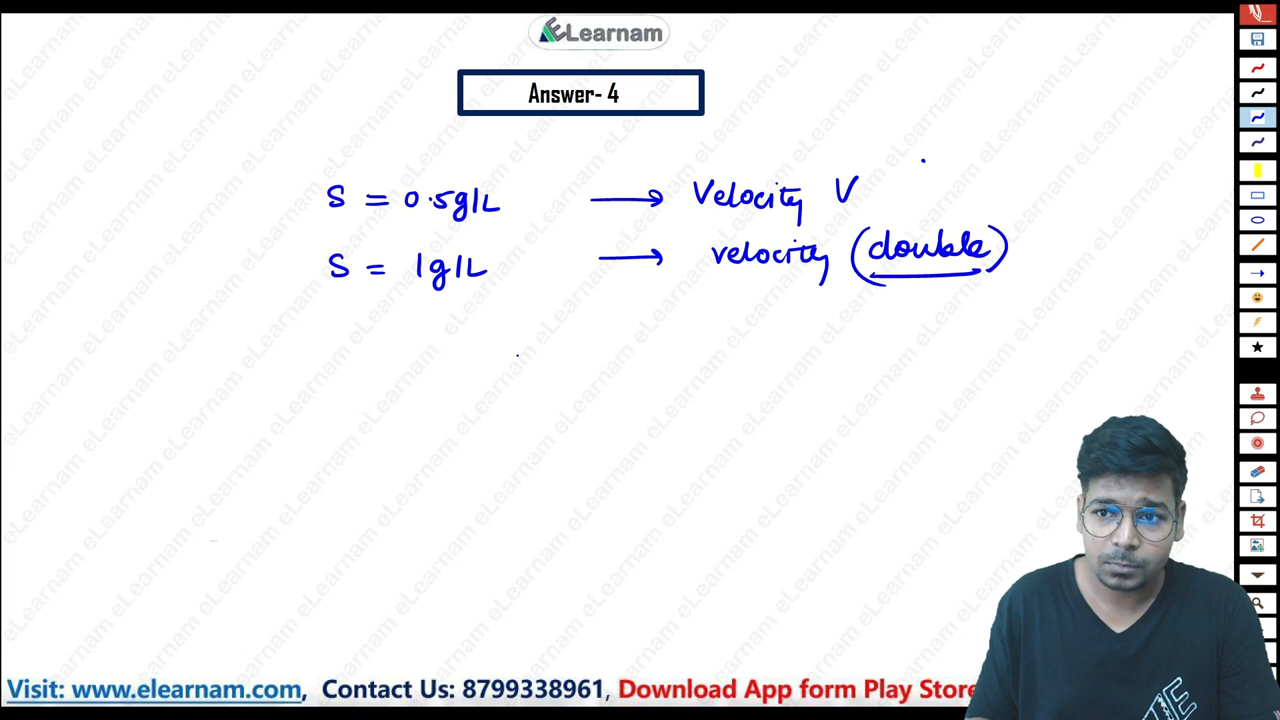 ELearnam
Answer- 4
S = 0.5g/L → Velocity V
S = 1g/L → velocity (double)
Visit: www.elearnam.com, Contact Us: 8799338961, Download App form Play Store